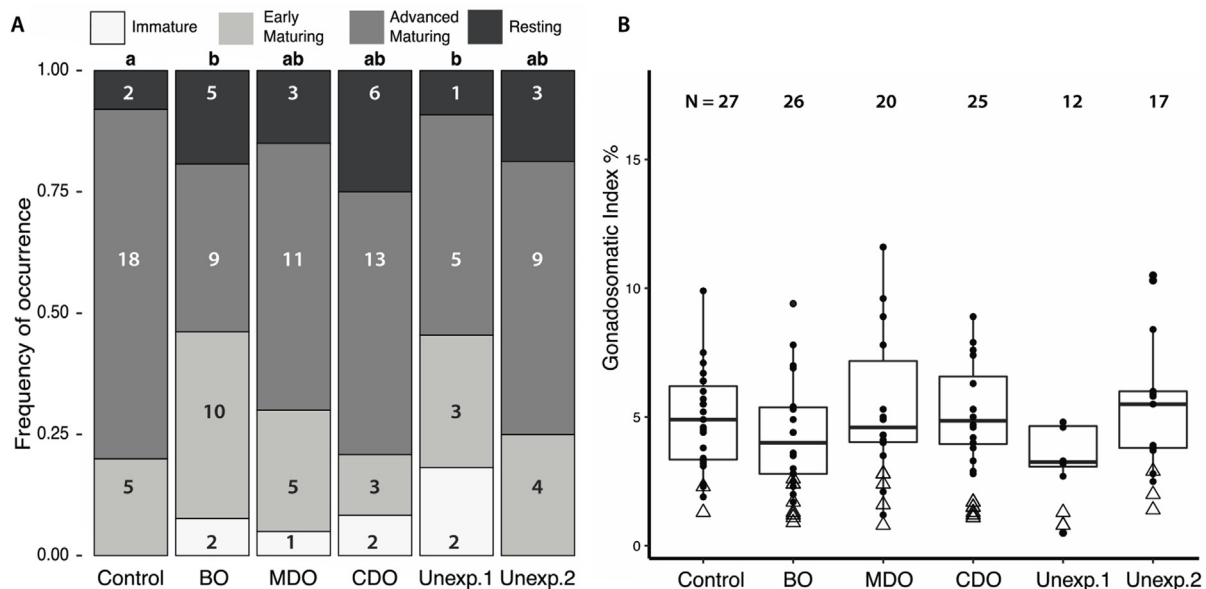 A
Immature
Early
Maturing
Advanced
Maturing
Resting
a b ab ab b ab
Frequency of occurrence
1.00
0.75
0.50
0.25
0.00
2 5 3 6 1 3
18 9 11 13 5 9
5 10 5 3 3 4
2 1 2 2
Control BO MDO CDO Unexp.1 Unexp.2
B
N = 27 26 20 25 12 17
Gonadosomatic Index %
15
10
5
0
Control BO MDO CDO Unexp.1 Unexp.2